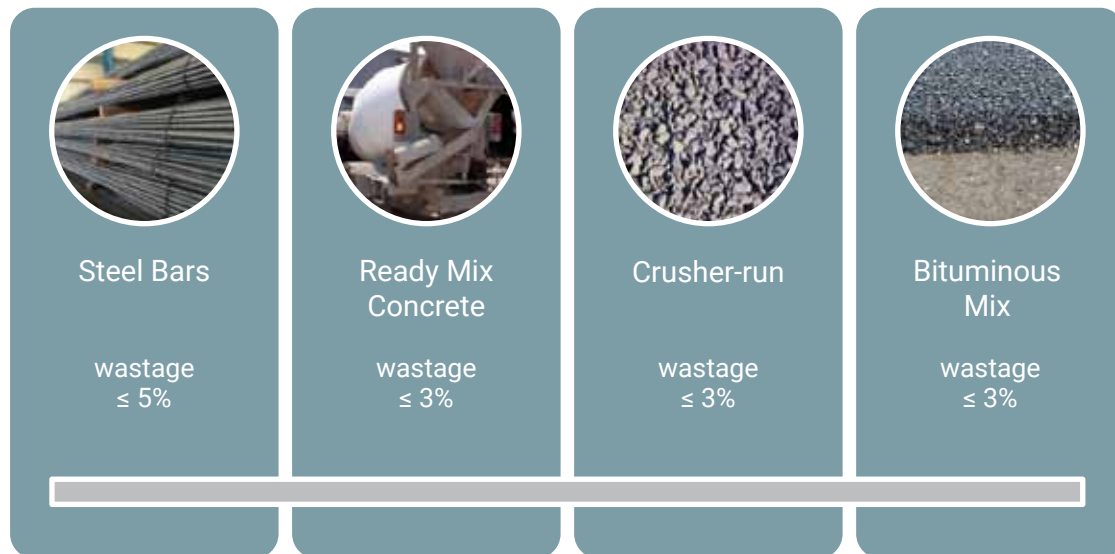 Steel Bars
wastage
≤ 5%
Ready Mix
Concrete
wastage
≤ 3%
Crusher-run
wastage
≤ 3%
Bituminous
Mix
wastage
≤ 3%